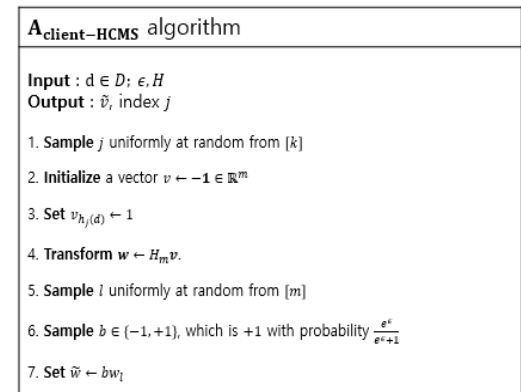 A_client−HCMS algorithm
Input : d ∈ D; ϵ, H
Output : ṽ, index j
1. Sample j uniformly at random from [k]
2. Initialize a vector v ← −1 ∈ ℝ^m
3. Set v_{h_j(d)} ← 1
4. Transform w ← H_m v.
5. Sample l uniformly at random from [m]
6. Sample b ∈ {−1, +1}, which is +1 with probability e^ϵ/(e^ϵ+1)
7. Set w̃ ← bw_l